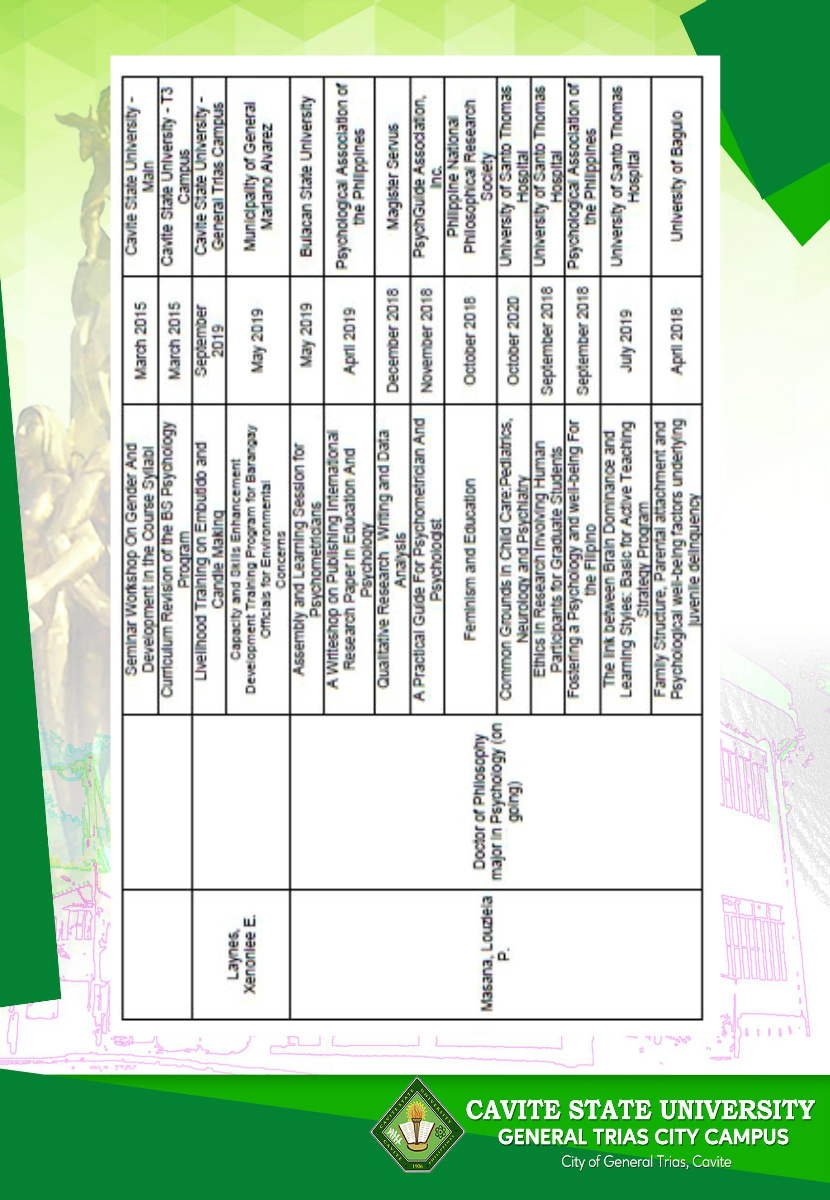 Seminar Workshop On Gender And
Development in the Course Syllabi
March 2015
Cavite State University -
Main
Curriculum Revision of the BS Psychology
Program
March 2015
Cavite State University - T3
Campus
Laynes,
Xenonlee E.
Livelihood Training on Embutido and
Candle Making
September
2019
Cavite State University -
General Trias Campus
Capacity and Skills Enhancement
Development Training Program for Barangay
Officials for Environmental
Concerns
May 2019
Municipality of General
Mariano Alvarez
Masana, Louziela
P.
Doctor of Philosophy
major in Psychology (on
going)
Assembly and Learning Session for
Psychometricians
May 2019
Bulacan State University
A Writeshop on Publishing International
Research Paper in Education And
Psychology
April 2019
Psychological Association of
the Philippines
Qualitative Research Writing and Data
Analysis
December 2018
Magister Servus
A Practical Guide For Psychometrician And
Psychologist
November 2018
PsychGuide Association,
Inc.
Feminism and Education
October 2018
Philippine National
Philosophical Research
Society
Common Grounds in Child Care:Pediatrics,
Neurology and Psychiatry
October 2020
University of Santo Thomas
Hospital
Ethics in Research Involving Human
Participants for Graduate Students
September 2018
University of Santo Thomas
Hospital
Fostering a Psychology and well-being For
the Filipino
September 2018
Psychological Association of
the Philippines
The link between Brain Dominance and
Learning Styles: Basic for Active Teaching
Strategy Program
July 2019
University of Santo Thomas
Hospital
Family Structure, Parental attachment and
Psychological well-being factors underlying
juvenile delinquency
April 2018
University of Baguio
CAVITE STATE UNIVERSITY
GENERAL TRIAS CITY CAMPUS
City of General Trias, Cavite
1906